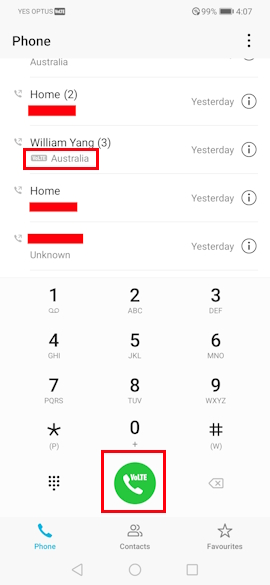 YES OPTUS VoLTE 99% 4:07
Phone
Australia
Home (2)
Yesterday
William Yang (3)
VoLTE Australia
Yesterday
Home
Yesterday
Yesterday
Unknown
1 2 3
ABC DEF
4 5 6
GHI JKL MNO
7 8 9
PQRS TUV WXYZ
* 0 #
(P) + (W)
VoLTE
Phone Contacts Favourites